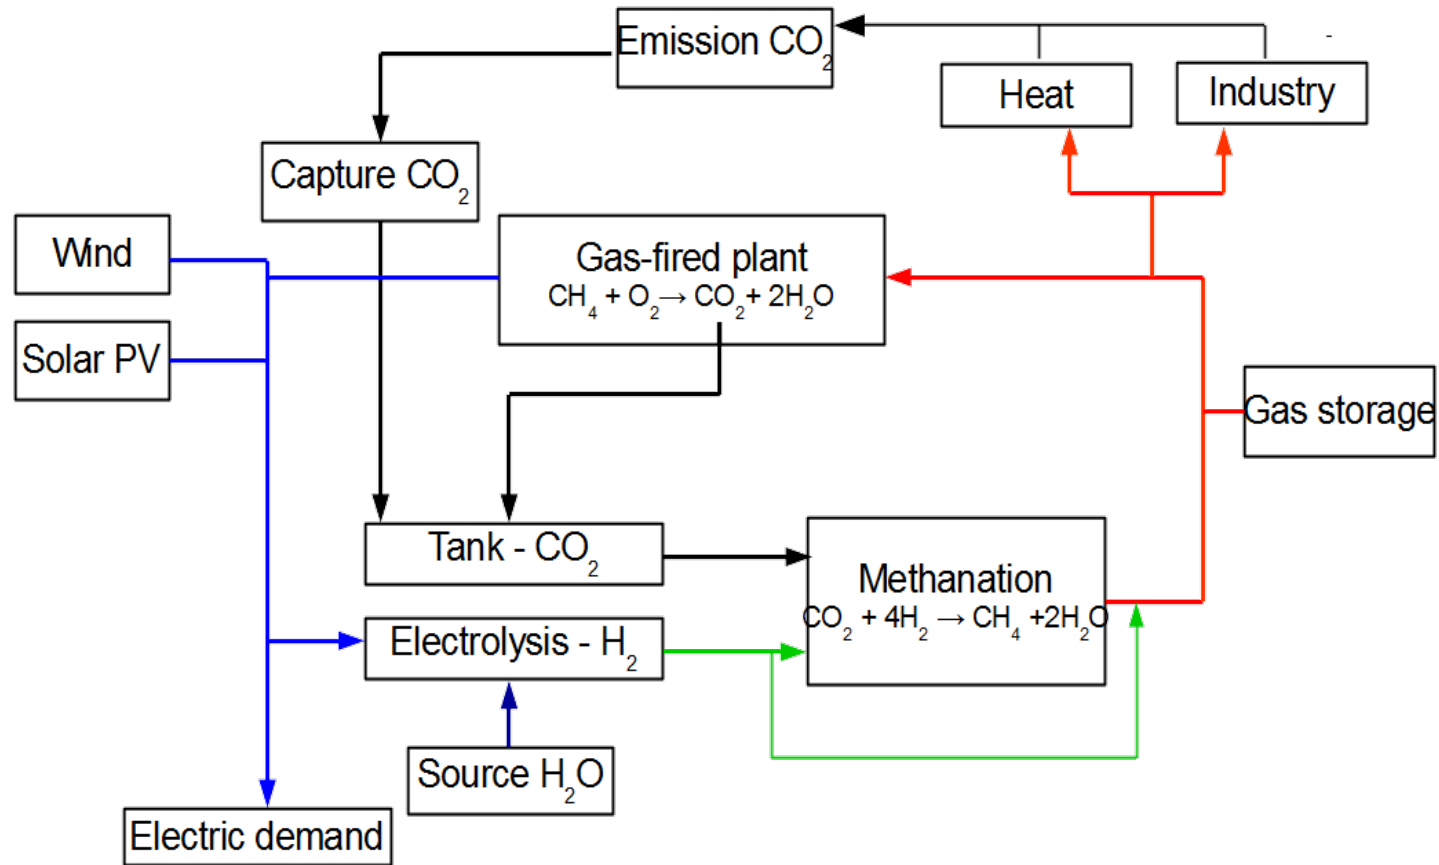 Emission CO₂
-
Heat
Industry
Capture CO₂
Wind
Gas-fired plant
CH₄ + O₂→ CO₂+ 2H₂O
Solar PV
Gas storage
Tank - CO₂
Methanation
CO₂ + 4H₂ → CH₄ +2H₂O
Electrolysis - H₂
Source H₂O
Electric demand